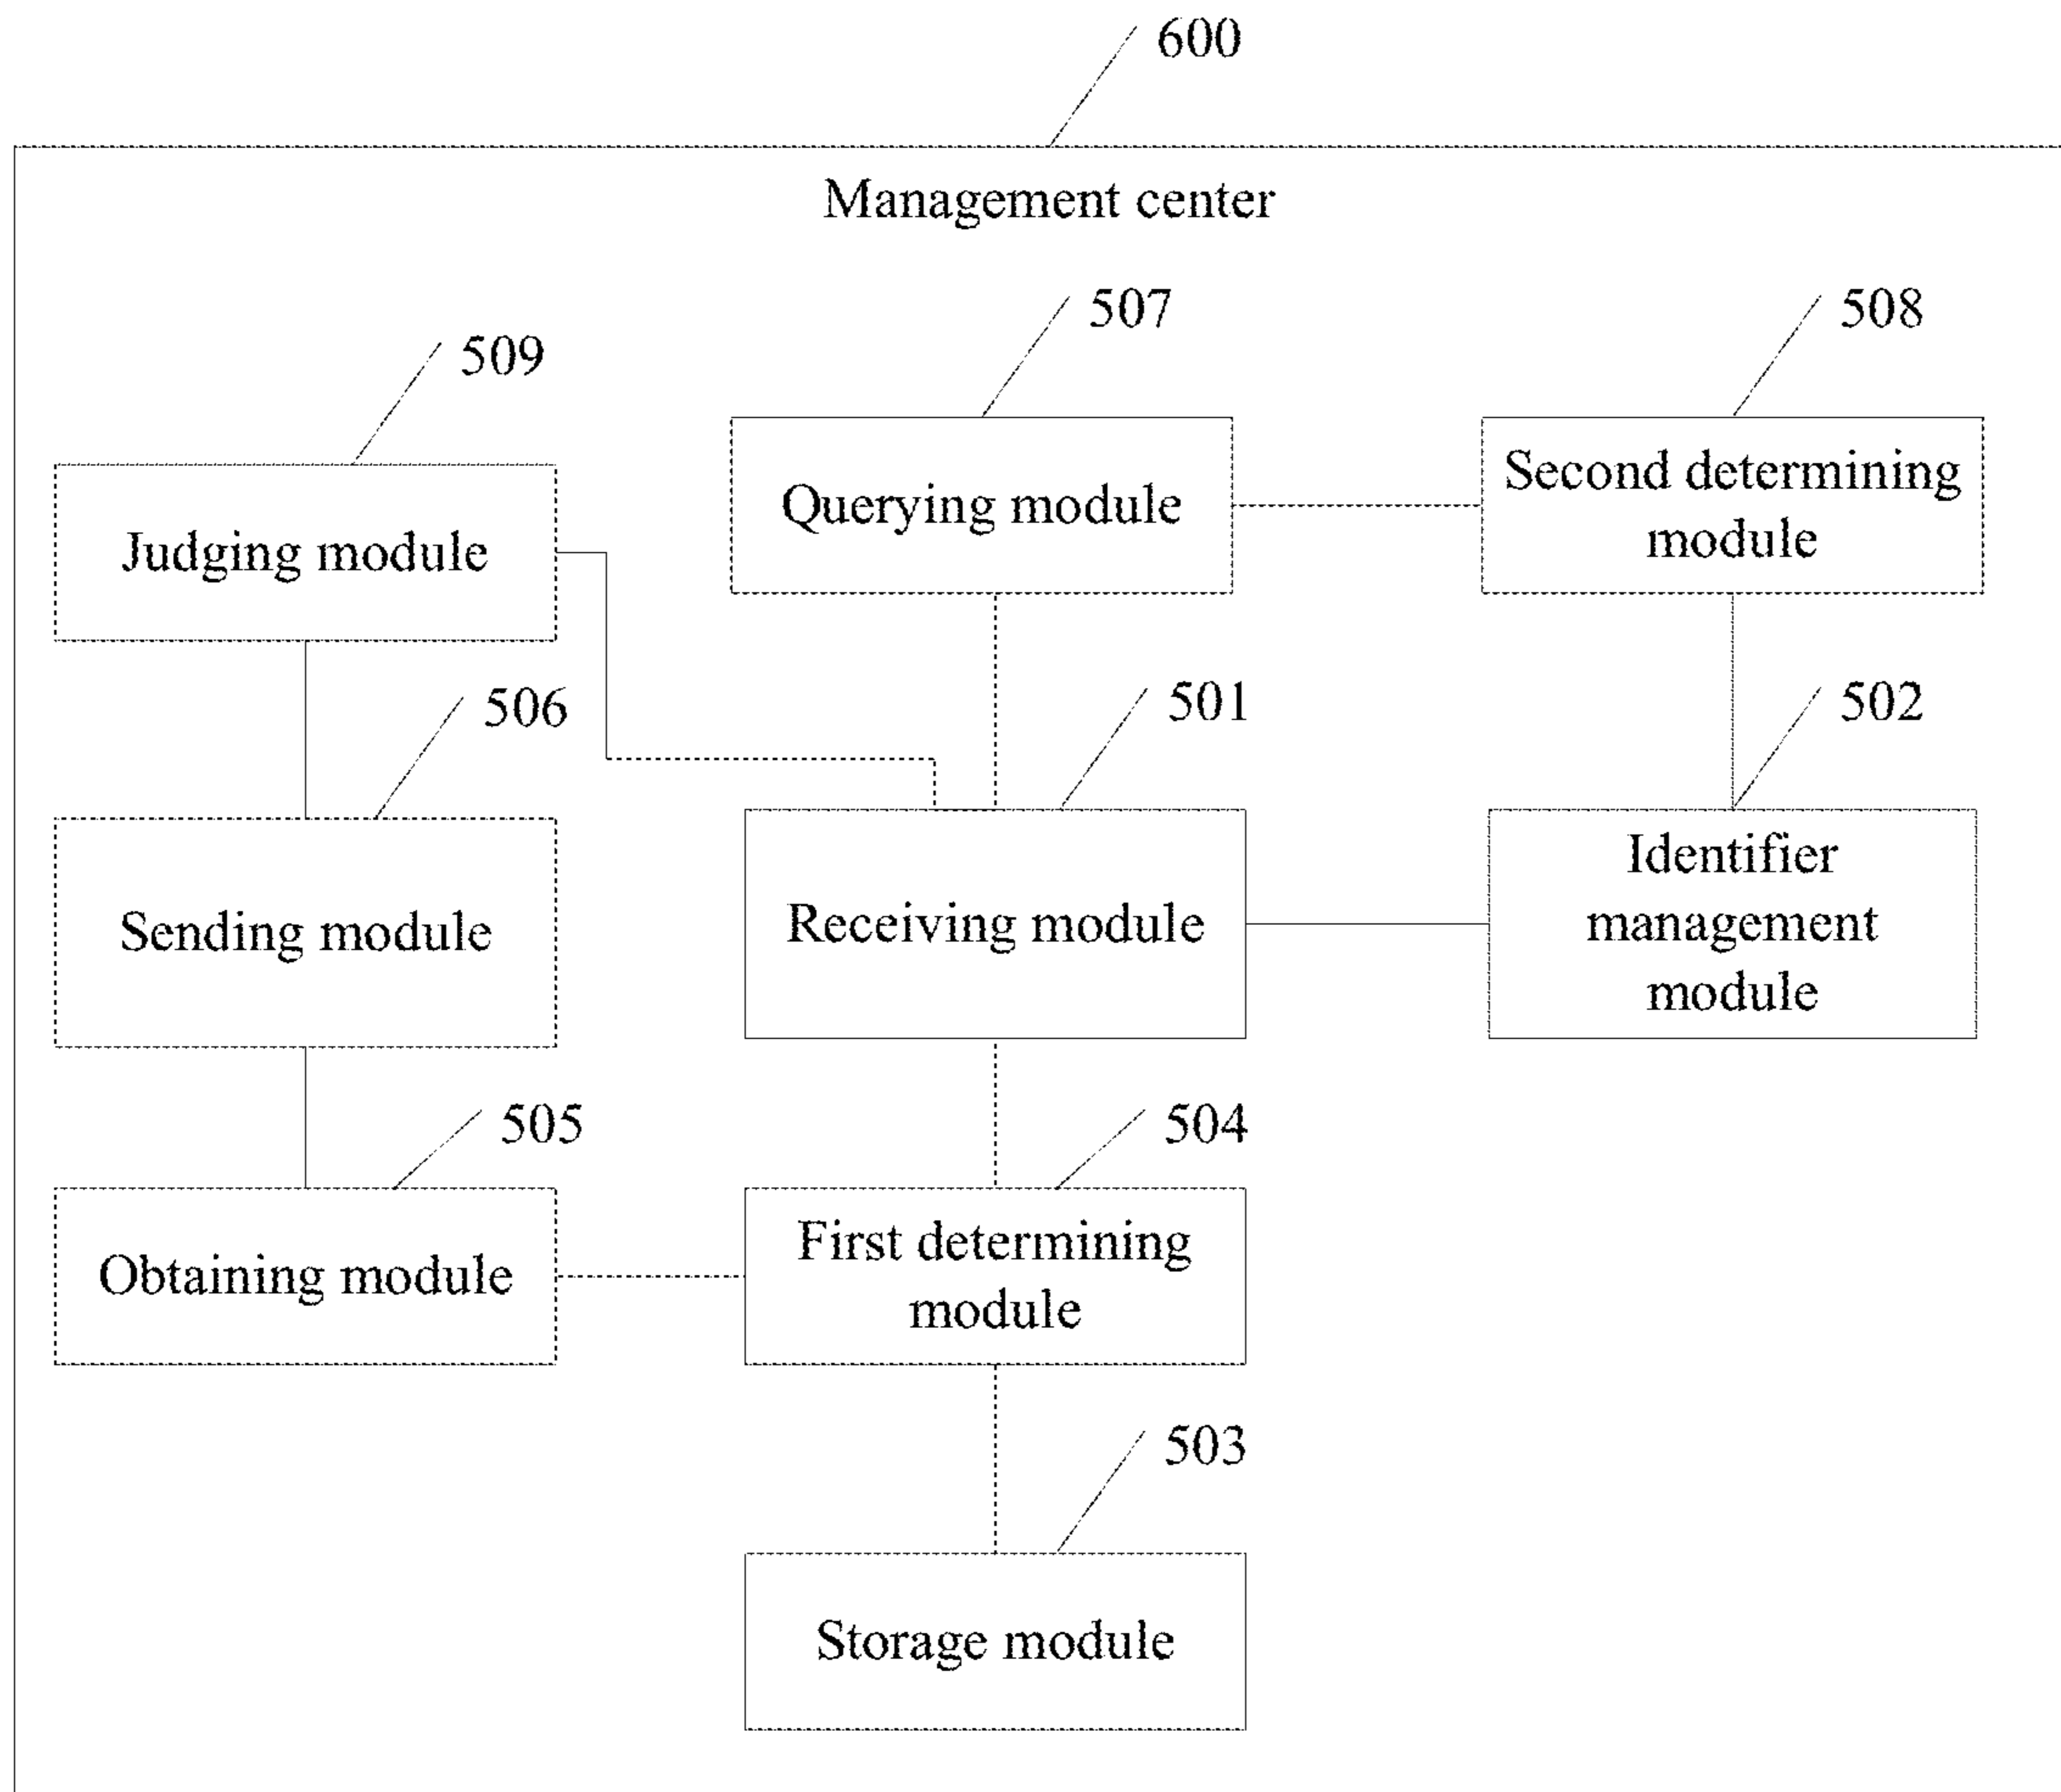 600
Management center
507
508
509
Querying module
Second determining
module
Judging module
506
501
502
Sending module
Receiving module
Identifier
management
module
505
504
Obtaining module
First determining
module
503
Storage module